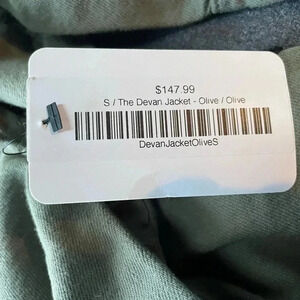 $147.99
S / The Devan Jacket - Olive / Olive
DevanJacketOliveS